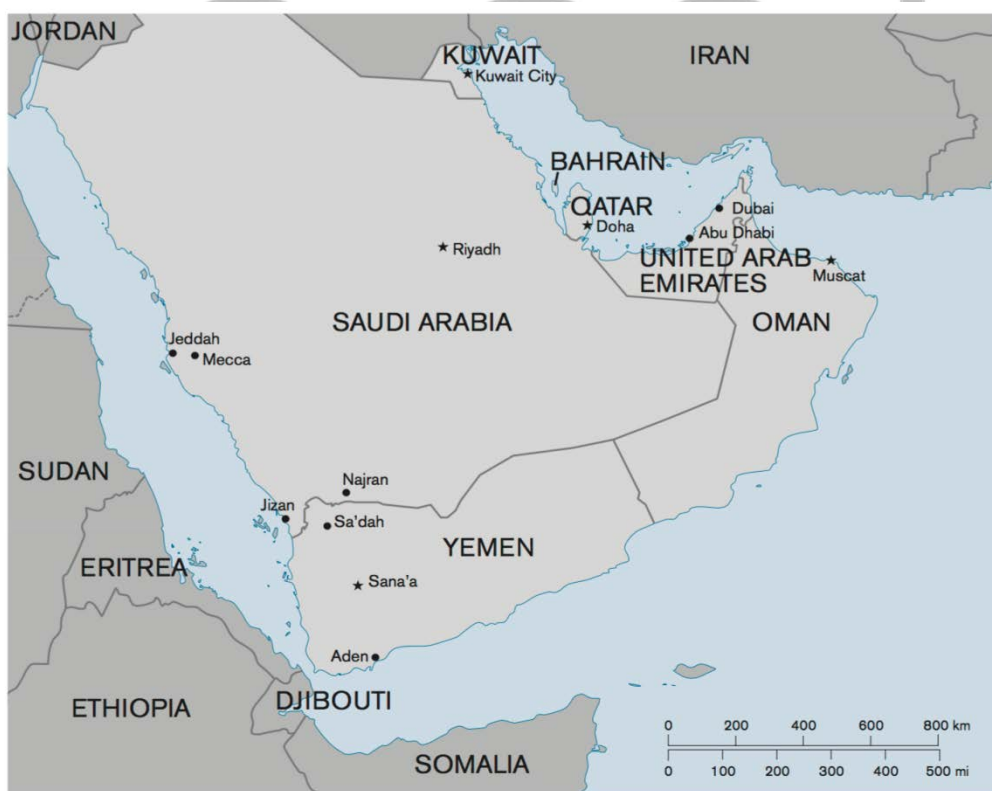 JORDAN
KUWAIT
Kuwait City
IRAN
BAHRAIN
QATAR
Doha
Dubai
Abu Dhabi
UNITED ARAB
EMIRATES
Muscat
Riyadh
SAUDI ARABIA
OMAN
Jeddah
Mecca
SUDAN
Najran
Jizan
Sa'dah
YEMEN
ERITREA
Sana'a
Aden
DJIBOUTI
ETHIOPIA
SOMALIA
0 200 400 600 800 km
0 100 200 300 400 500 mi